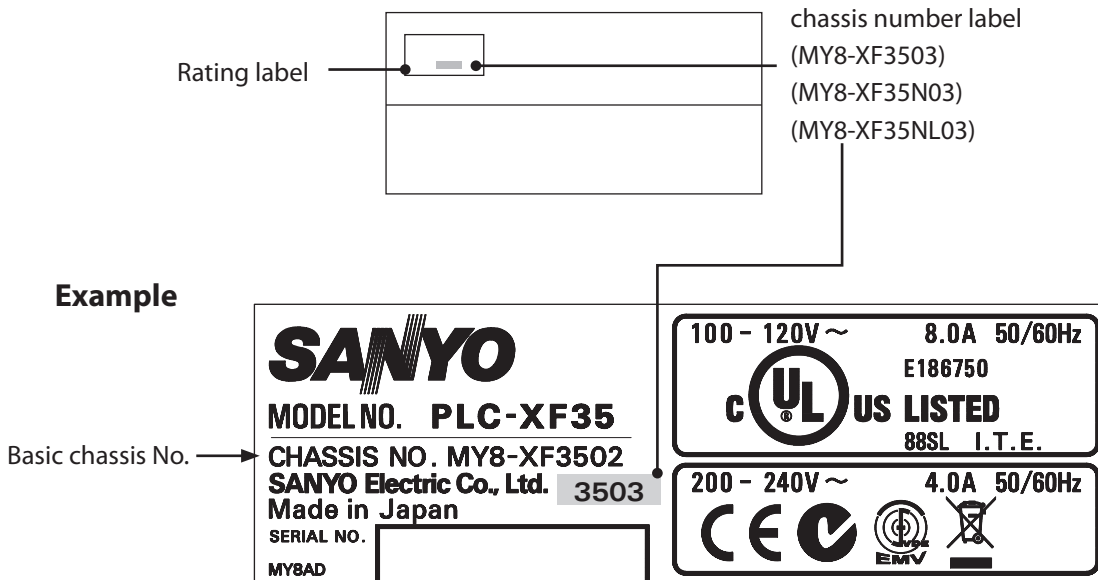 chassis number label
(MY8-XF3503)
(MY8-XF35N03)
(MY8-XF35NL03)
Rating label
Example
SANYO
MODEL NO. PLC-XF35
Basic chassis No.
CHASSIS NO. MY8-XF3502
SANYO Electric Co., Ltd. 3503
Made in Japan
SERIAL NO.
MY8AD
100 - 120V ~ 8.0A 50/60Hz
E186750
C UL ® US LISTED
88SL I.T.E.
200 - 240V ~ 4.0A 50/60Hz
CE VDE
EMV